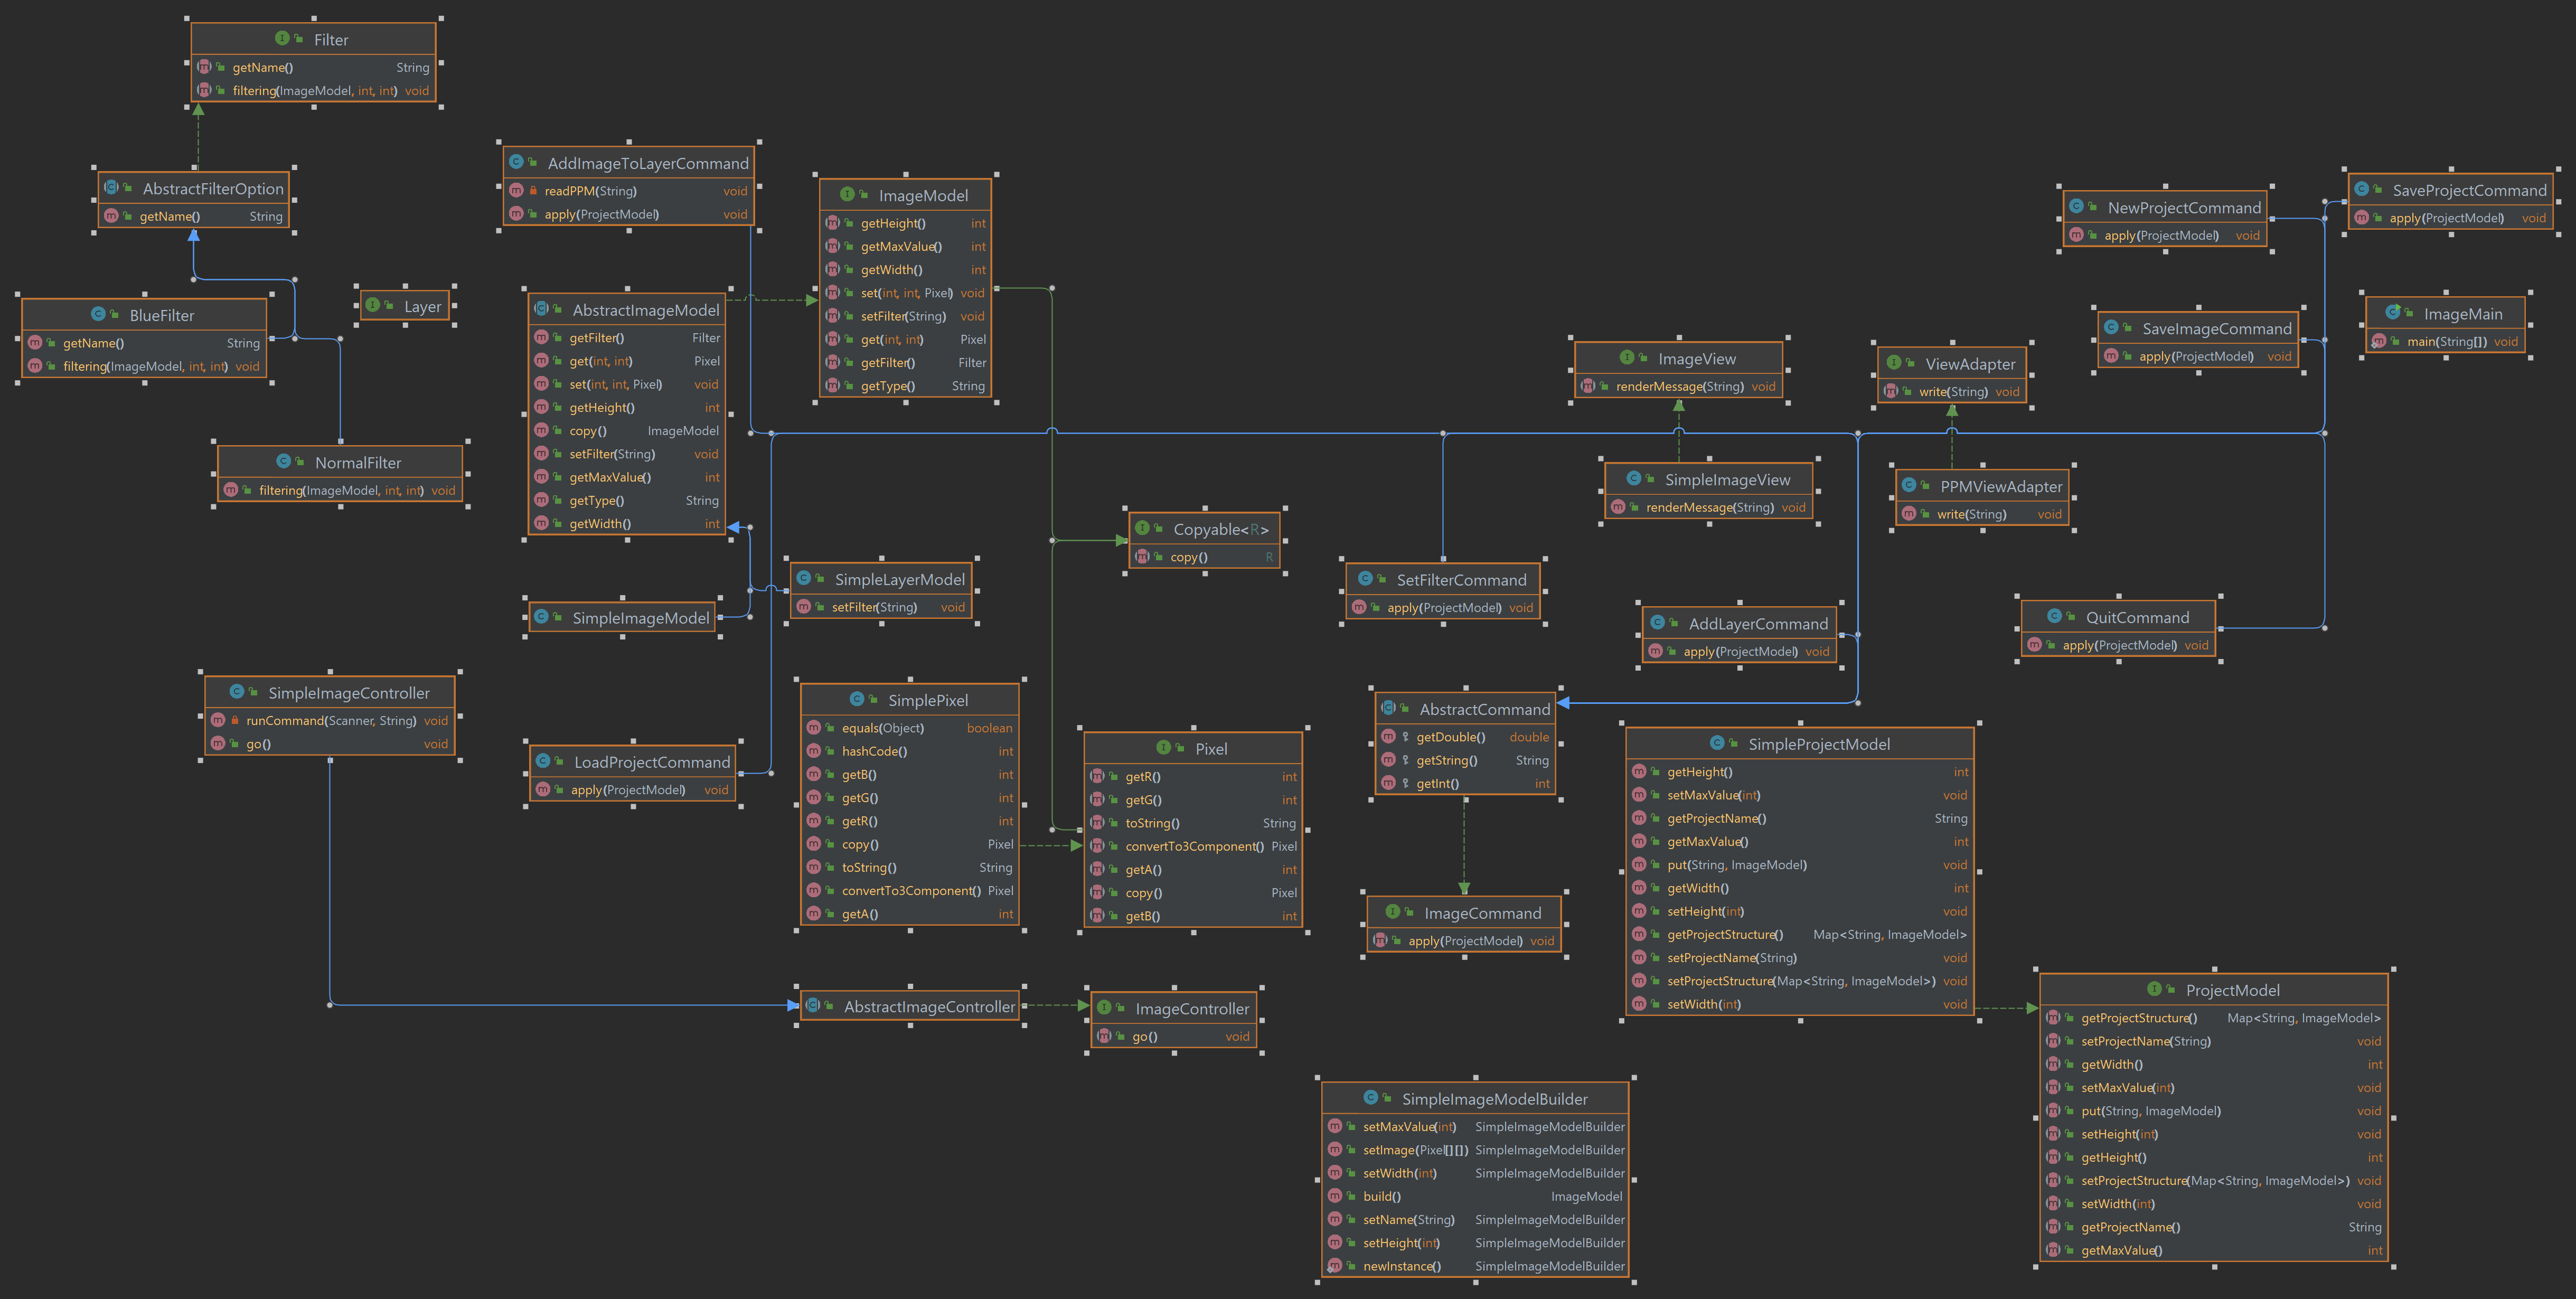 Filter
getName() String
filtering(ImageModel, int, int) void
AbstractFilterOption
getName() String
BlueFilter
getName() String
filtering(ImageModel, int, int) void
Layer
NormalFilter
filtering(ImageModel, int, int) void
AddImageToLayerCommand
readPPM(String) void
apply(ProjectModel) void
ImageModel
getHeight() int
getMaxValue() int
getWidth() int
set(int, int, Pixel) void
setFilter(String) void
get(int, int) Pixel
getFilter() Filter
getType() String
AbstractImageModel
getFilter() Filter
get(int, int) Pixel
set(int, int, Pixel) void
getHeight() int
copy() ImageModel
setFilter(String) void
getMaxValue() int
getType() String
getWidth() int
SimpleLayerModel
setFilter(String) void
SimpleImageModel
Copyable<R>
copy() R
ImageView
renderMessage(String) void
SimpleImageView
renderMessage(String) void
ViewAdapter
write(String) void
PPMViewAdapter
write(String) void
NewProjectCommand
apply(ProjectModel) void
SaveProjectCommand
apply(ProjectModel) void
SaveImageCommand
apply(ProjectModel) void
ImageMain
main(String[]) void
SetFilterCommand
apply(ProjectModel) void
AddLayerCommand
apply(ProjectModel) void
QuitCommand
apply(ProjectModel) void
SimpleImageController
runCommand(Scanner, String) void
go() void
LoadProjectCommand
apply(ProjectModel) void
SimplePixel
equals(Object) boolean
hashCode() int
getB() int
getG() int
getR() int
copy() Pixel
toString() String
convertTo3Component() Pixel
getA() int
Pixel
getR() int
getG() int
toString() String
convertTo3Component() Pixel
getA() int
copy() Pixel
getB() int
AbstractCommand
getDouble() double
getString() String
getInt() int
ImageCommand
apply(ProjectModel) void
SimpleProjectModel
getHeight() int
setMaxValue(int) void
getProjectName() String
getMaxValue() int
put(String, ImageModel) void
getWidth() int
setHeight(int) void
getProjectStructure() Map<String, ImageModel>
setProjectName(String) void
setProjectStructure(Map<String, ImageModel>) void
setWidth(int) void
AbstractImageController
ImageController
go() void
ProjectModel
getProjectStructure() Map<String, ImageModel>
setProjectName(String) void
getWidth() int
setMaxValue(int) void
put(String, ImageModel) void
setHeight(int) void
getHeight() int
setProjectStructure(Map<String, ImageModel>) void
setWidth(int) void
getProjectName() String
getMaxValue() int
SimpleImageModelBuilder
setMaxValue(int) SimpleImageModelBuilder
setImage(Pixel[][]) SimpleImageModelBuilder
setWidth(int) SimpleImageModelBuilder
build() ImageModel
setName(String) SimpleImageModelBuilder
setHeight(int) SimpleImageModelBuilder
newInstance() SimpleImageModelBuilder